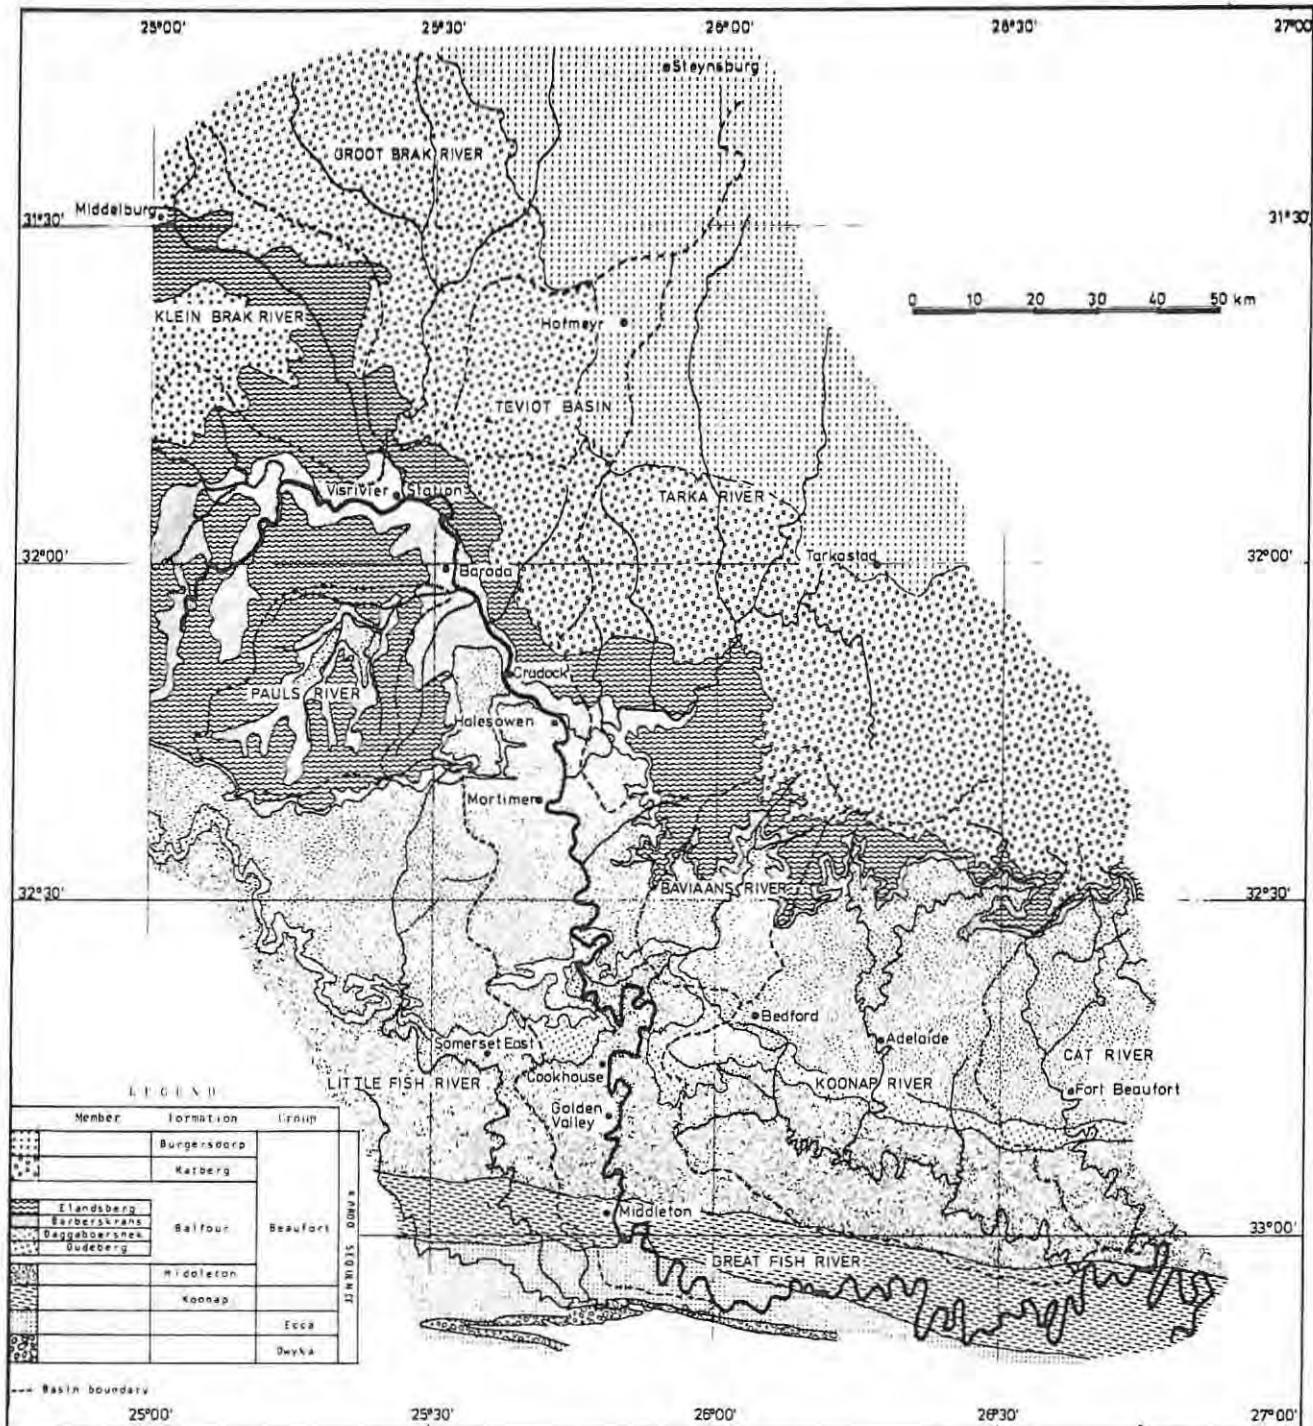 25°00' 25°30' 26°00' 26°30' 27°00'
Steynsburg
GROOT BRAK RIVER
Middelburg
31°30' 31°30'
KLEIN BRAK RIVER
0 10 20 30 40 50 km
Hofmeyr
TEVIOT BASIN
Visrivier Station
TARKA RIVER
32°00' Tarkastad 32°00'
Baroda
Cradock
PAULS RIVER
Halesowen
Mortimer
BAVIAANS RIVER
32°30' 32°30'
Bedford
Somerset East
Adelaide
CAT RIVER
LITTLE FISH RIVER
Cookhouse
KOONAP RIVER
Fort Beaufort
Golden
Valley
LEGEND
Member Formation Group
Burgersdorp
Katberg
Elandsberg
Barberskrans
Balfour
Beaufort
Daggaboersnek
Oudeberg
Middleton
Koonap
Ecca
Dwyka
KAROO SEQUENCE
Middleton
33°00' 33°00'
GREAT FISH RIVER
--- Basin boundary
25°00' 25°30' 26°00' 26°30' 27°00'